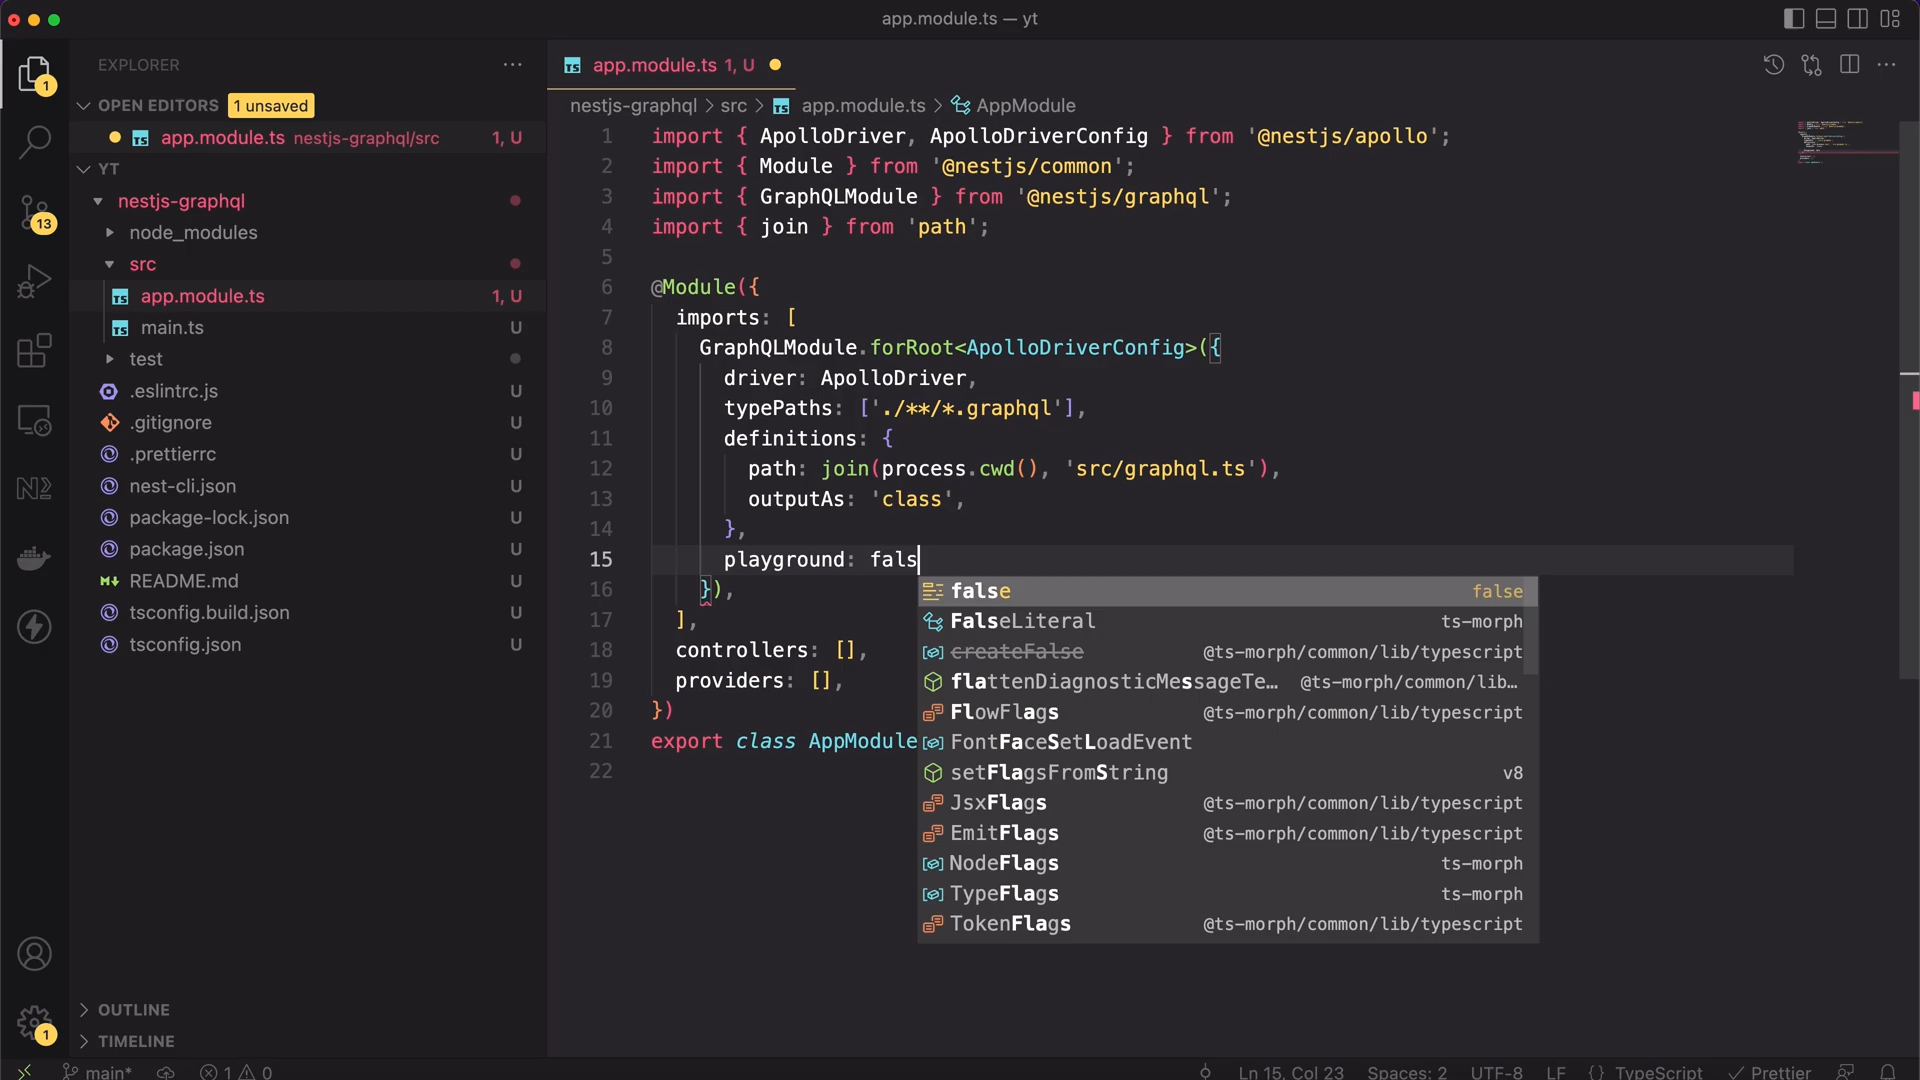 app.module.ts — yt
EXPLORER
OPEN EDITORS 1 unsaved
app.module.ts nestjs-graphql/src 1, U
YT
nestjs-graphql
node_modules
src
app.module.ts 1, U
main.ts U
test
.eslintrc.js U
.gitignore U
.prettierrc U
nest-cli.json U
package-lock.json U
package.json U
README.md U
tsconfig.build.json U
tsconfig.json U
OUTLINE
TIMELINE
1
13
1
app.module.ts 1, U
nestjs-graphql > src > app.module.ts > AppModule
1 import { ApolloDriver, ApolloDriverConfig } from '@nestjs/apollo';
2 import { Module } from '@nestjs/common';
3 import { GraphQLModule } from '@nestjs/graphql';
4 import { join } from 'path';
5
6 @Module({
7 imports: [
8 GraphQLModule.forRoot<ApolloDriverConfig>({
9 driver: ApolloDriver,
10 typePaths: ['./**/*.graphql'],
11 definitions: {
12 path: join(process.cwd(), 'src/graphql.ts'),
13 outputAs: 'class',
14 },
15 playground: fals
16 }),
17 ],
18 controllers: [],
19 providers: [],
20 })
21 export class AppModule
22
false false
FalseLiteral ts-morph
createFalse @ts-morph/common/lib/typescript
flattenDiagnosticMessageTe… @ts-morph/common/lib…
FlowFlags @ts-morph/common/lib/typescript
FontFaceSetLoadEvent
setFlagsFromString v8
JsxFlags @ts-morph/common/lib/typescript
EmitFlags @ts-morph/common/lib/typescript
NodeFlags ts-morph
TypeFlags ts-morph
TokenFlags @ts-morph/common/lib/typescript
main* 1 0 Ln 15, Col 23 Spaces: 2 UTF-8 LF {} TypeScript Prettier